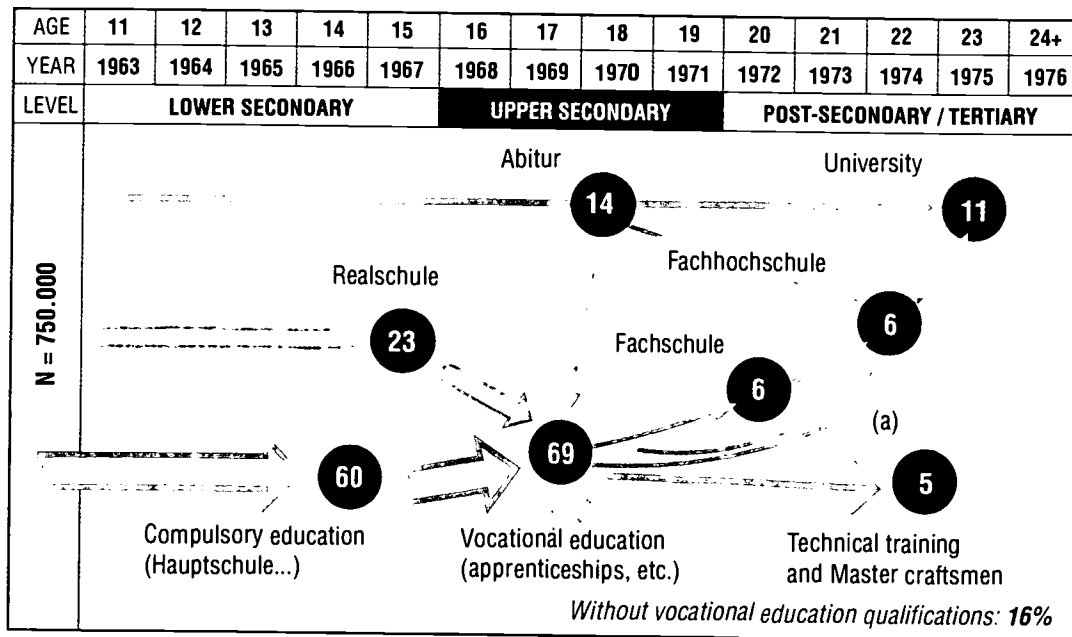 AGE 11 12 13 14 15 16 17 18 19 20 21 22 23 24+
YEAR 1963 1964 1965 1966 1967 1968 1969 1970 1971 1972 1973 1974 1975 1976
LEVEL LOWER SECONOARY UPPER SECONDARY POST-SECONOARY / TERTIARY
N = 750.000
Abitur University
14 11
Fachhochschule
Realschule
6
23
Fachschule
6
(a)
69
60 5
Compulsory education Vocational education Technical training
(Hauptschule...) (apprenticeships, etc.) and Master craftsmen
Without vocational education qualifications: 16%